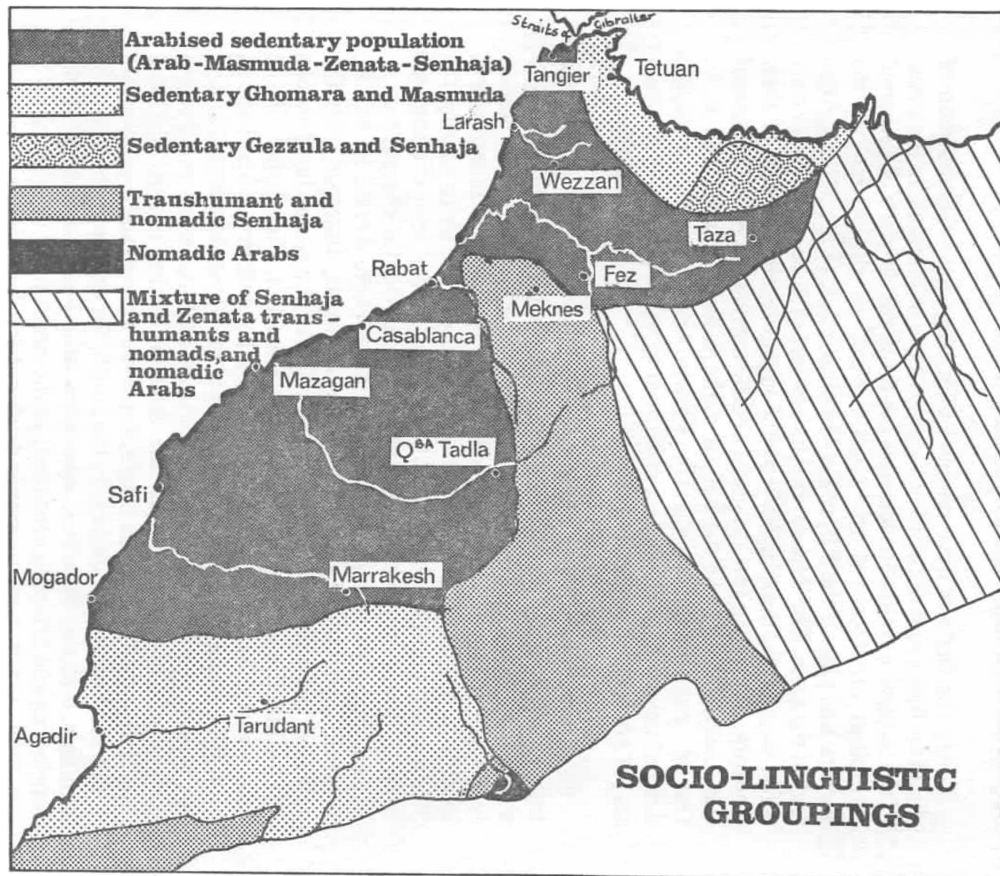 Straits of Gibraltar
Arabised sedentary population
(Arab-Masmuda-Zenata-Senhaja)
Sedentary Ghomara and Masmuda
Sedentary Gezzula and Senhaja
Transhumant and
nomadic Senhaja
Nomadic Arabs
Mixture of Senhaja
and Zenata trans-
humants and
nomads,and
nomadic
Arabs
Tangier
Tetuan
Larash
Wezzan
Taza
Rabat
Fez
Meknes
Casablanca
Mazagan
QBA Tadla
Safi
Mogador
Marrakesh
Agadir
Tarudant
SOCIO-LINGUISTIC
GROUPINGS